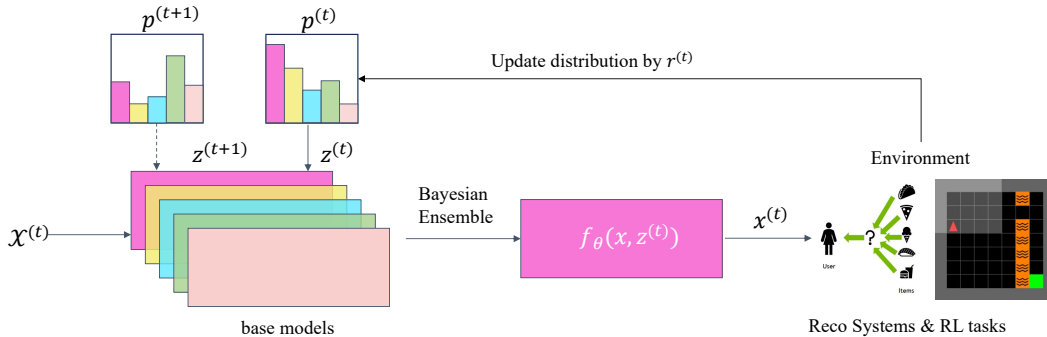 p^(t+1)
p^(t)
Update distribution by r^(t)
z^(t+1)
z^(t)
Environment
Bayesian
Ensemble
𝒳^(t)
f_θ(x, z^(t))
x^(t)
?
User
Items
base models
Reco Systems & RL tasks